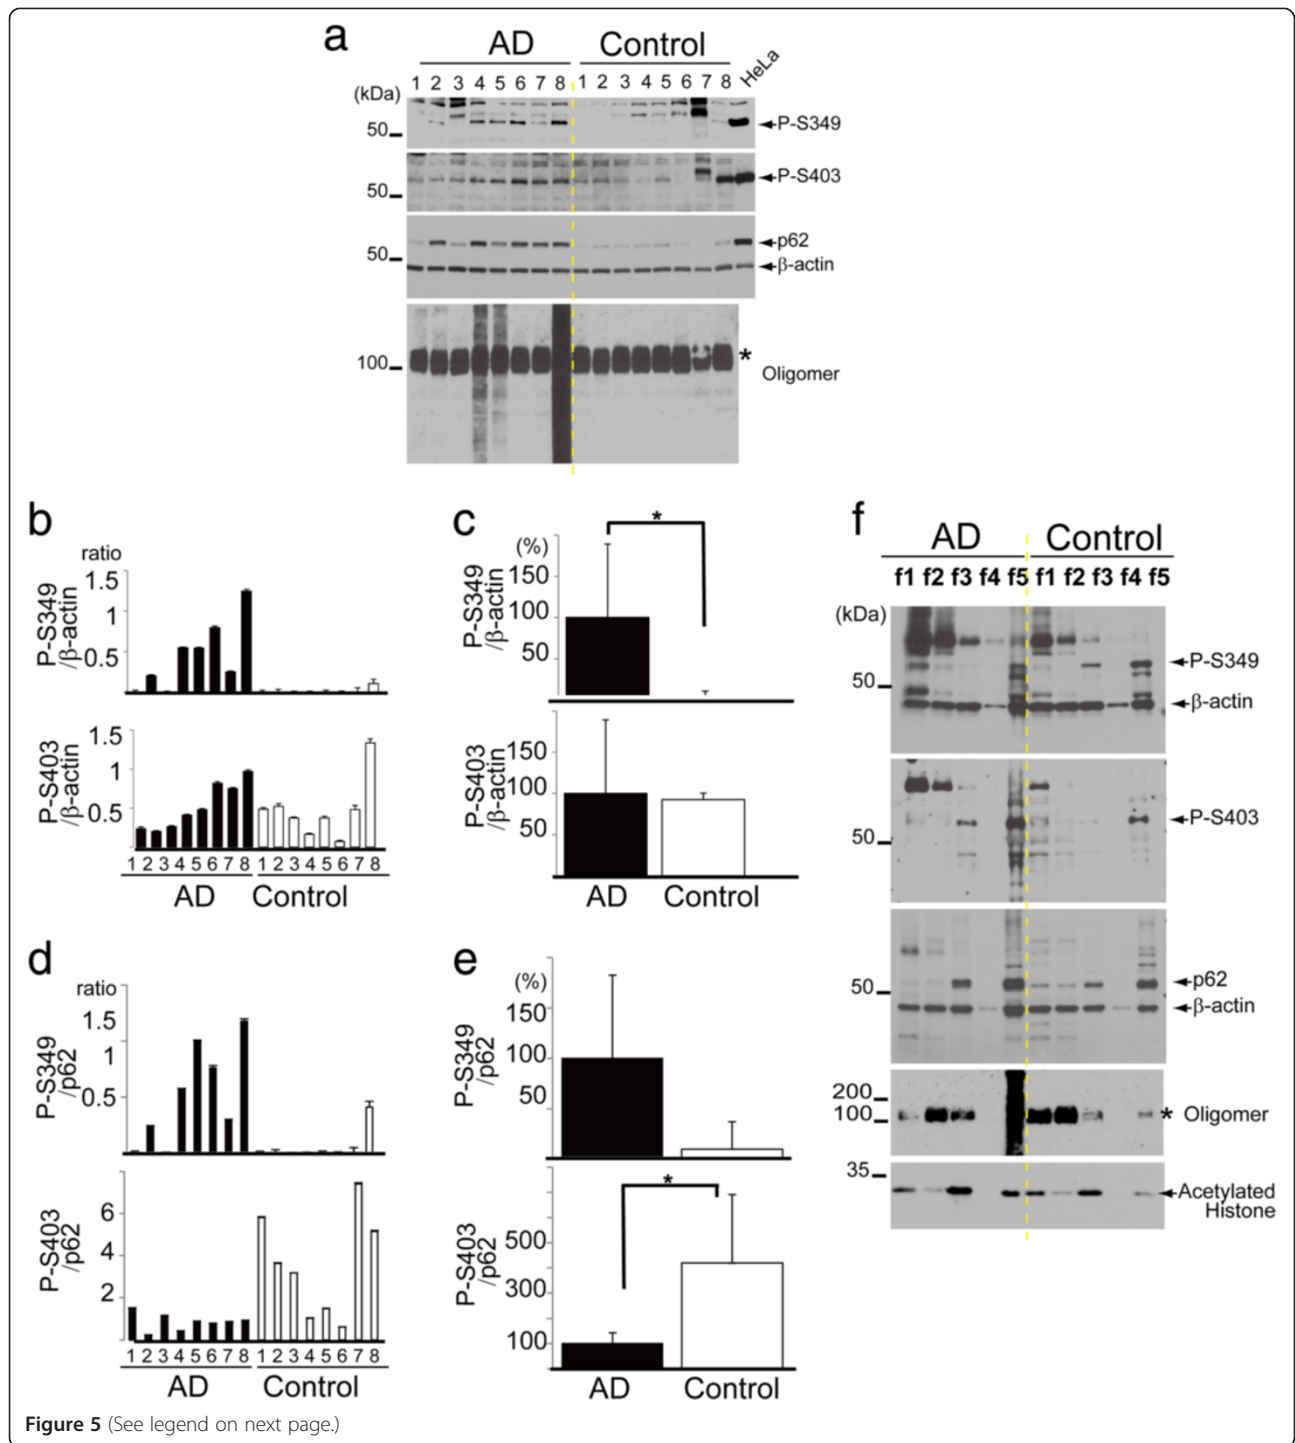 a
AD Control
1 2 3 4 5 6 7 8 1 2 3 4 5 6 7 8 HeLa
(kDa)
50 P-S349
50 P-S403
p62
50 β-actin
100 * Oligomer
b
ratio
P-S349 /β-actin
1.5
1
0.5
P-S403 /β-actin
1.5
1
0.5
1 2 3 4 5 6 7 8 1 2 3 4 5 6 7 8
AD Control
c
(%)
*
P-S349 /β-actin
150
100
50
P-S403 /β-actin
150
100
50
AD Control
d
ratio
P-S349 /p62
1.5
1
0.5
P-S403 /p62
6
4
2
1 2 3 4 5 6 7 8 1 2 3 4 5 6 7 8
AD Control
e
(%)
P-S349 /p62
150
100
50
*
P-S403 /p62
500
300
100
AD Control
f
AD Control
f1 f2 f3 f4 f5 f1 f2 f3 f4 f5
(kDa)
P-S349
50
β-actin
P-S403
50
p62
50
β-actin
200
100 * Oligomer
35
Acetylated
Histone
Figure 5 (See legend on next page.)